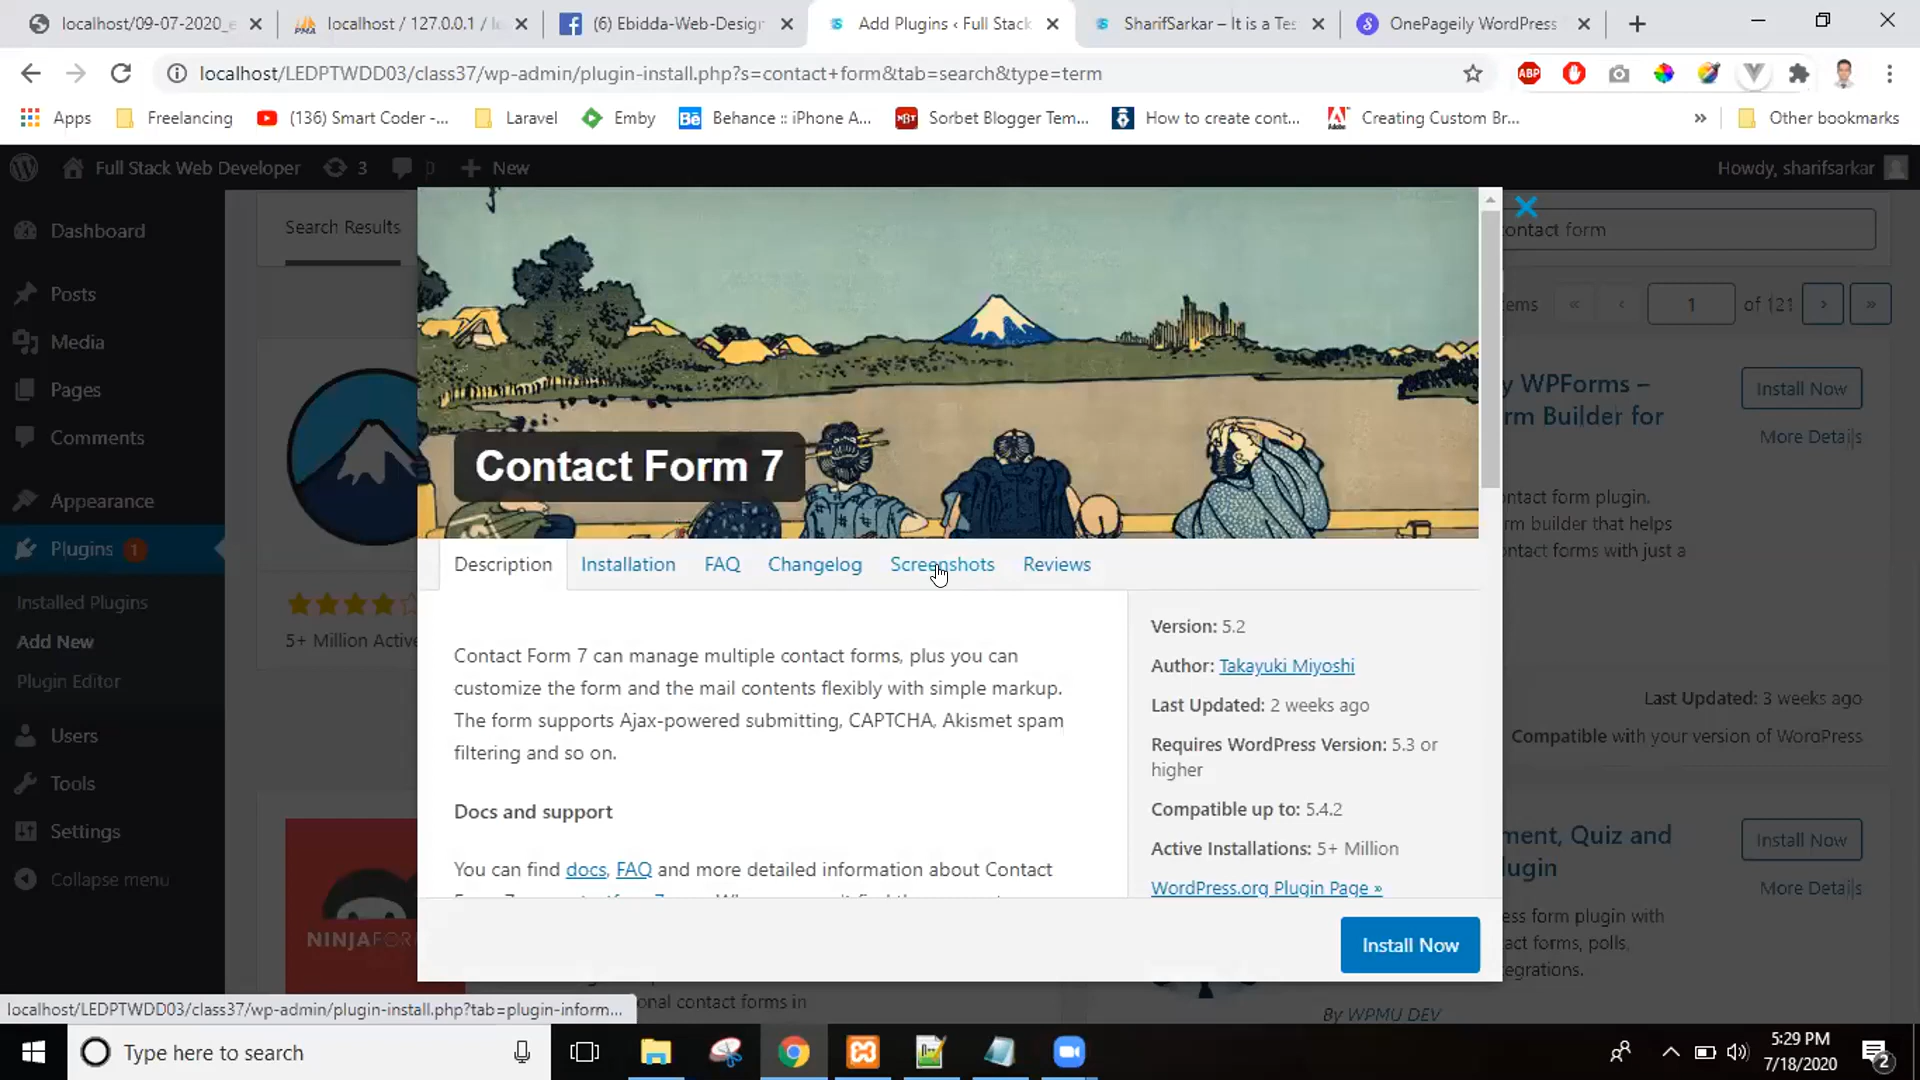 localhost/09-07-2020_e
localhost / 127.0.0.1 / le
(6) Ebidda-Web-Design
Add Plugins ‹ Full Stack
SharifSarkar – It is a Tes
OnePageily WordPress
localhost/LEDPTWDD03/class37/wp-admin/plugin-install.php?s=contact+form&tab=search&type=term
ABP
Apps
Freelancing
(136) Smart Coder -...
Laravel
Emby
Behance :: iPhone A...
Sorbet Blogger Tem...
How to create cont...
Creating Custom Br...
»
Other bookmarks
Full Stack Web Developer
3
New
Howdy, sharifsarkar
Dashboard
Posts
Media
Pages
Comments
Appearance
Plugins 1
Installed Plugins
Add New
Plugin Editor
Users
Tools
Settings
Collapse menu
Search Results
ontact form
ems « ‹ 1 of 121 › »
5+ Million Active
NINJA FOR
onal contact forms in
Contact Form 7
Description
Installation
FAQ
Changelog
Screenshots
Reviews
Contact Form 7 can manage multiple contact forms, plus you can
customize the form and the mail contents flexibly with simple markup.
The form supports Ajax-powered submitting, CAPTCHA, Akismet spam
filtering and so on.
Docs and support
You can find docs, FAQ and more detailed information about Contact
Version: 5.2
Author: Takayuki Miyoshi
Last Updated: 2 weeks ago
Requires WordPress Version: 5.3 or
higher
Compatible up to: 5.4.2
Active Installations: 5+ Million
WordPress.org Plugin Page »
Install Now
y WPForms –
rm Builder for
Install Now
More Details
ontact form plugin.
rm builder that helps
ontact forms with just a
Last Updated: 3 weeks ago
Compatible with your version of WordPress
ment, Quiz and
lugin
Install Now
More Details
ess form plugin with
act forms, polls,
egrations.
By WPMU DEV
localhost/LEDPTWDD03/class37/wp-admin/plugin-install.php?tab=plugin-inform...
Type here to search
5:29 PM
7/18/2020
2